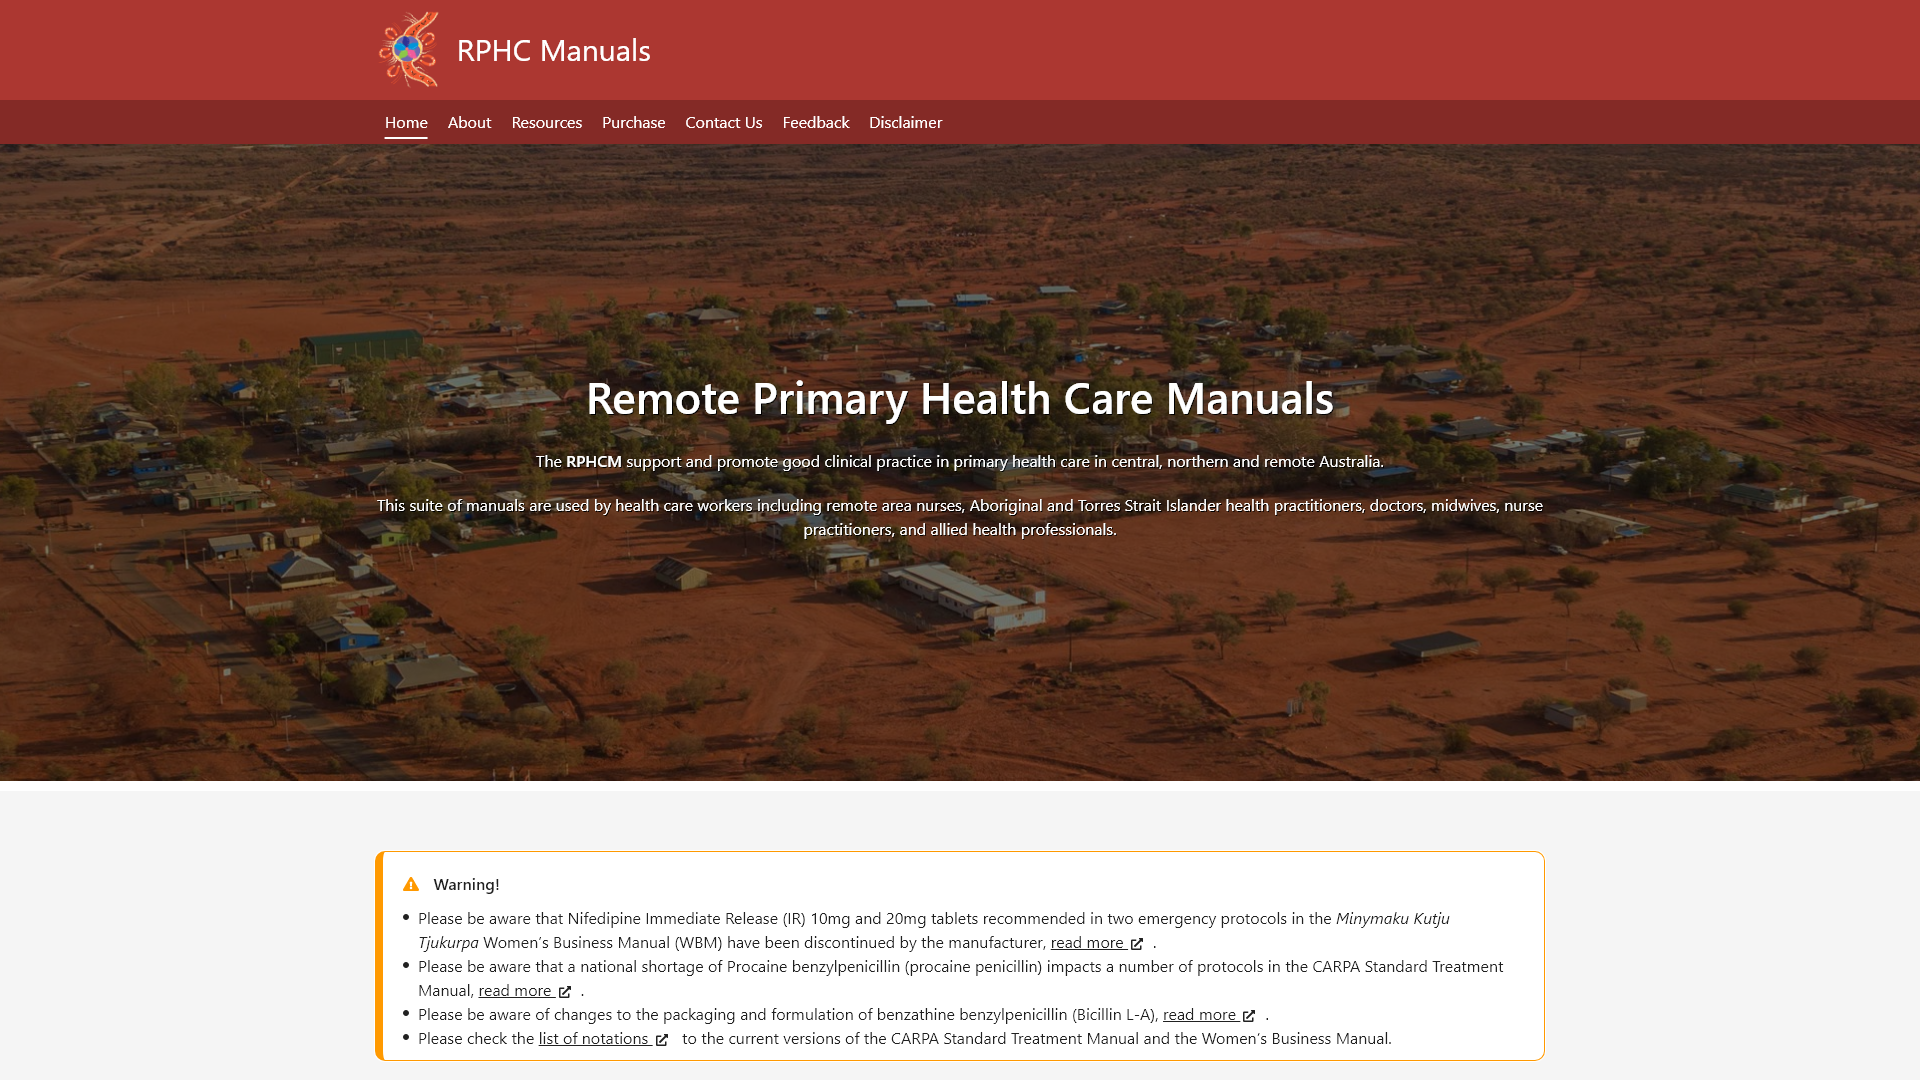 RPHC Manuals
Home About Resources Purchase Contact Us Feedback Disclaimer
Remote Primary Health Care Manuals
The RPHCM support and promote good clinical practice in primary health care in central, northern and remote Australia.
This suite of manuals are used by health care workers including remote area nurses, Aboriginal and Torres Strait Islander health practitioners, doctors, midwives, nurse
practitioners, and allied health professionals.
Warning!
• Please be aware that Nifedipine Immediate Release (IR) 10mg and 20mg tablets recommended in two emergency protocols in the Minymaku Kutju
Tjukurpa Women’s Business Manual (WBM) have been discontinued by the manufacturer, read more .
• Please be aware that a national shortage of Procaine benzylpenicillin (procaine penicillin) impacts a number of protocols in the CARPA Standard Treatment
Manual, read more .
• Please be aware of changes to the packaging and formulation of benzathine benzylpenicillin (Bicillin L-A), read more .
• Please check the list of notations to the current versions of the CARPA Standard Treatment Manual and the Women’s Business Manual.